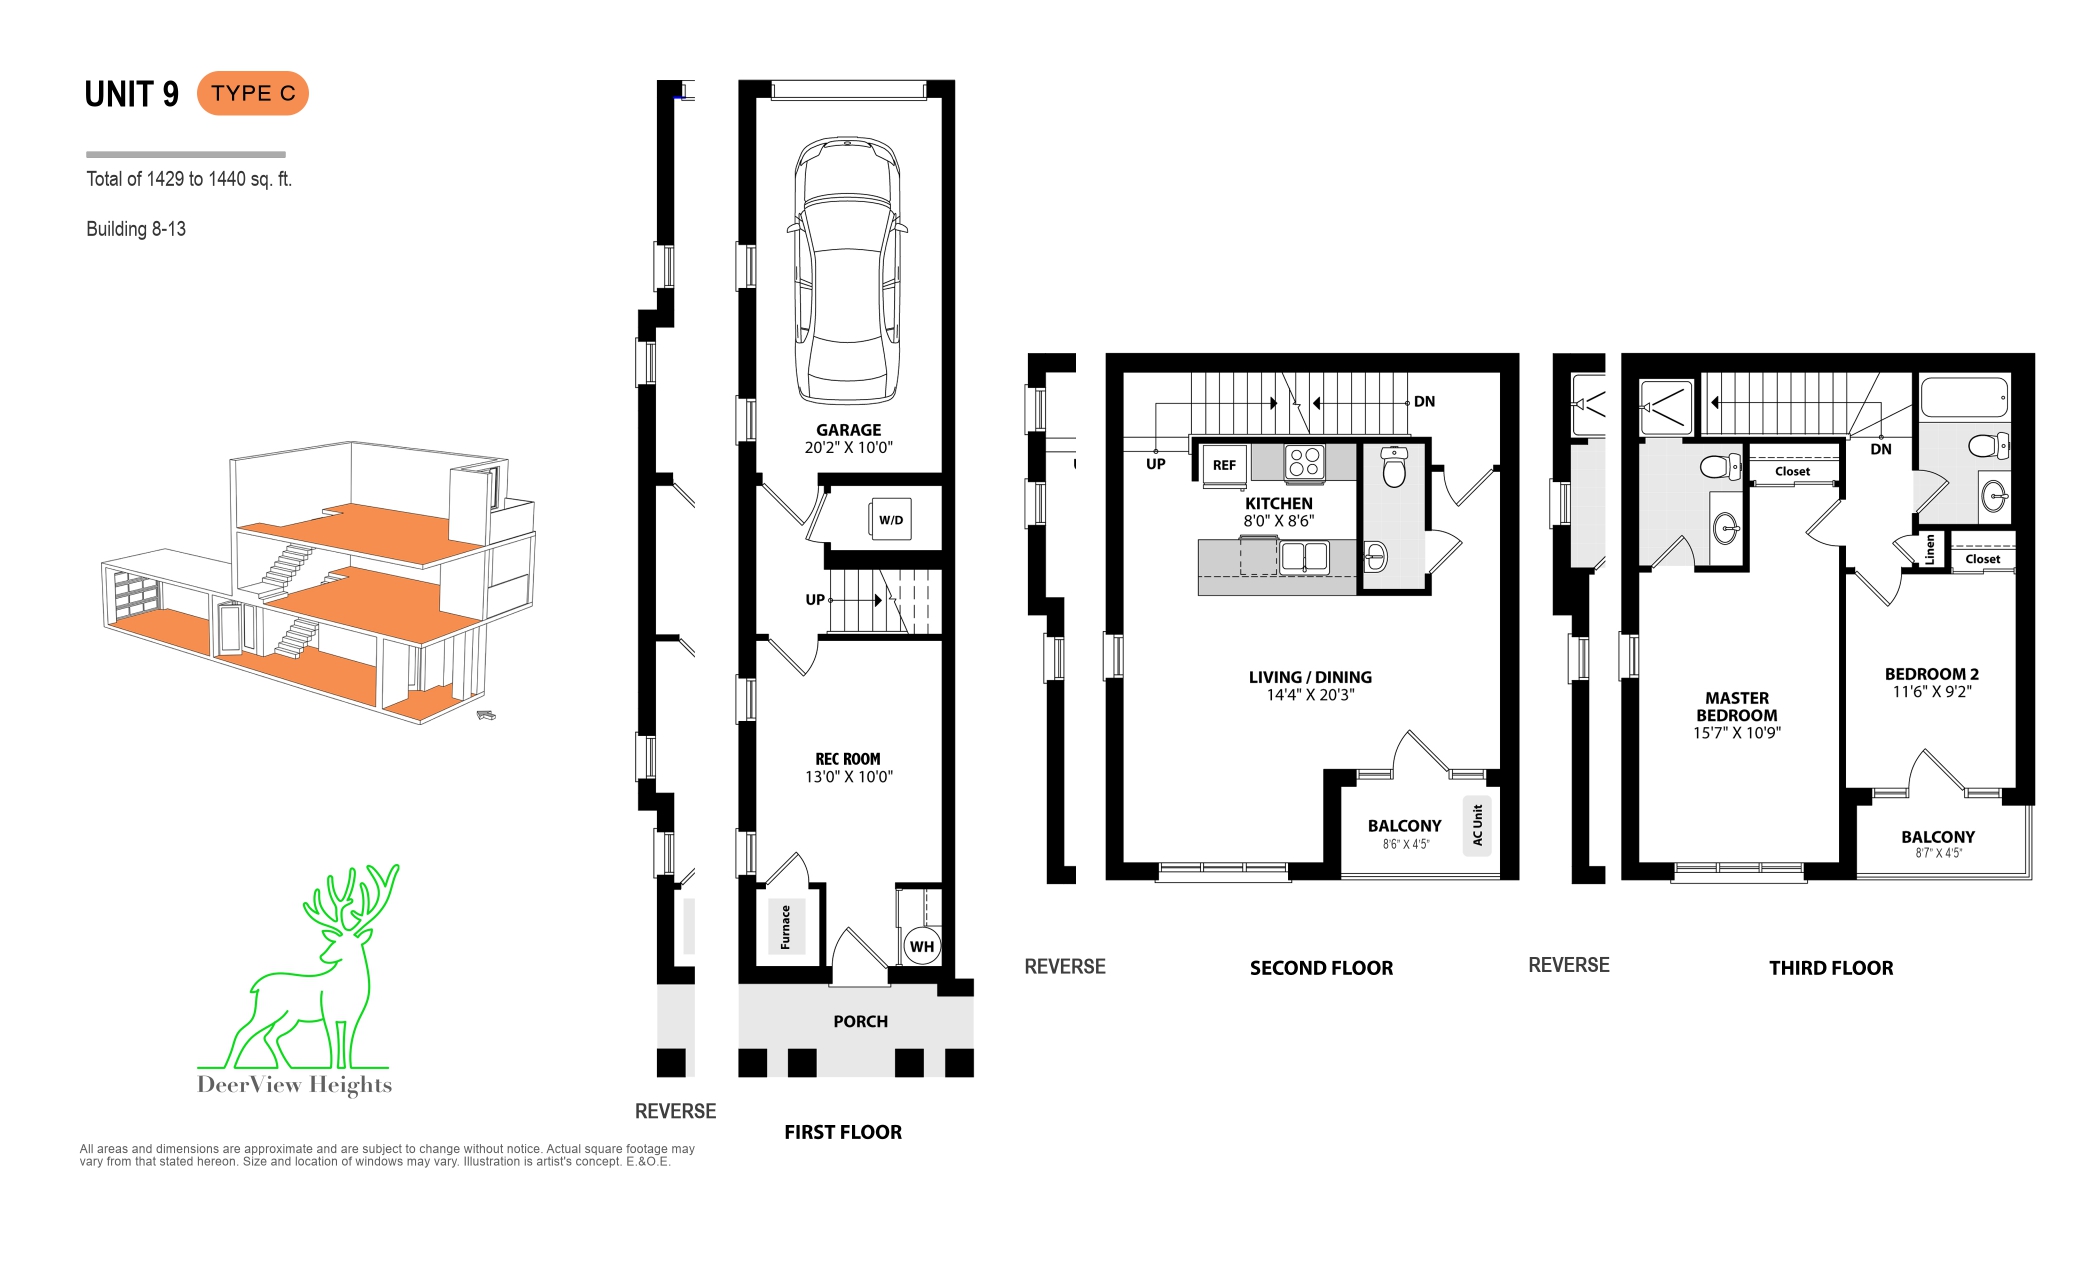 UNIT 9 TYPE C
Total of 1429 to 1440 sq. ft.
Building 8-13
DeerView Heights
All areas and dimensions are approximate and are subject to change without notice. Actual square footage may
vary from that stated hereon. Size and location of windows may vary. Illustration is artist's concept. E.&O.E.
REVERSE
GARAGE
20'2" X 10'0"
W/D
UP
REC ROOM
13'0" X 10'0"
Furnace
WH
PORCH
FIRST FLOOR
REVERSE
DN
UP
REF
KITCHEN
8'0" X 8'6"
LIVING / DINING
14'4" X 20'3"
BALCONY
8'6" X 4'5"
AC Unit
SECOND FLOOR
REVERSE
DN
Closet
Linen
Closet
MASTER
BEDROOM
15'7" X 10'9"
BEDROOM 2
11'6" X 9'2"
BALCONY
8'7" X 4'5"
THIRD FLOOR